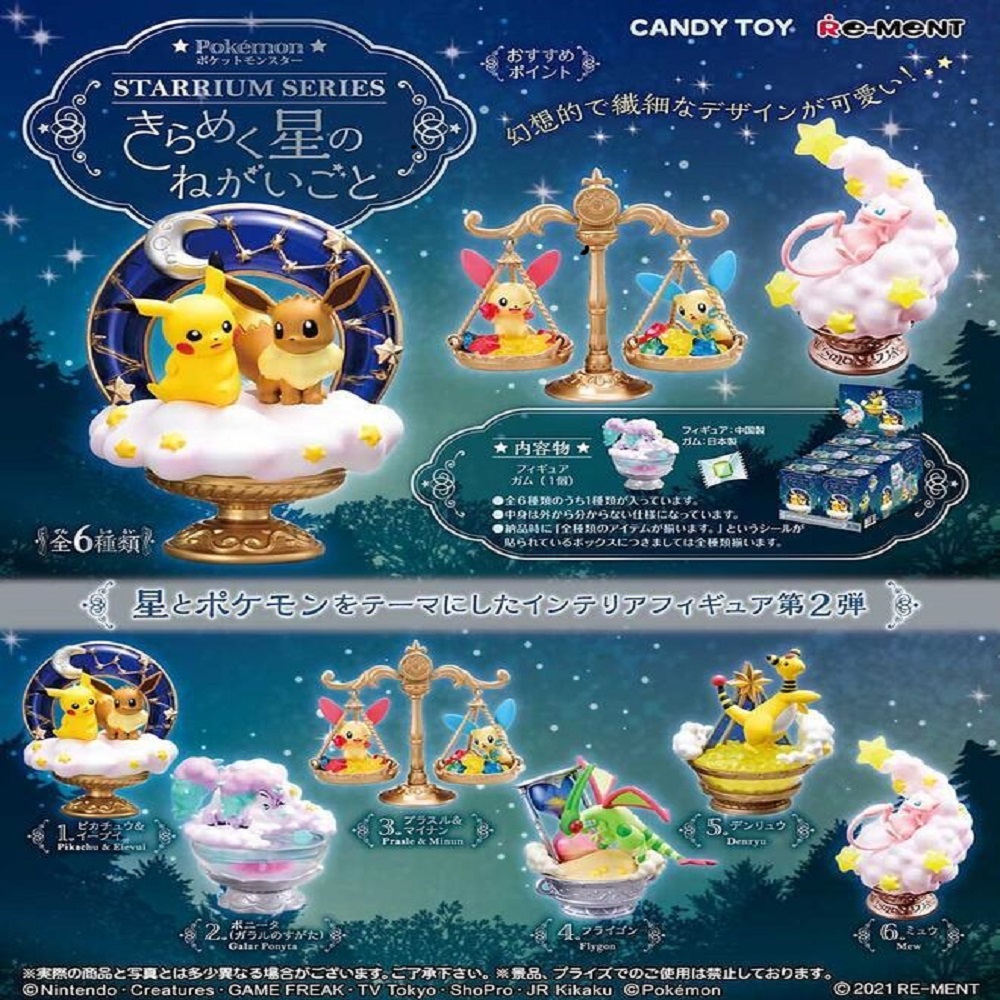 CANDY TOY Re-MeNT
Pokémon
ポケットモンスター
STARRIUM SERIES
きらめく星の
ねがいごと
おすすめ
ポイント
幻想的で繊細なデザインが可愛い!
内容物
フィギュア
ガム(1個)
フィギュア:中国製
ガム:日本製
●全6種類のうち1種類が入っています。
●中身は外から分からない仕様になっています。
●納品時に「全種類のアイテムが揃います。」というシールが
貼られているボックスにつきましては全種類揃います。
全6種類
星とポケモンをテーマにしたインテリアフィギュア第2弾
1. ピカチュウ&
イーブイ
Pikachu & Eievui
2. ポニータ
(ガラルのすがた)
Galar Ponyta
3. プラスル&
マイナン
Prasle & Minun
4. フライゴン
Flygon
5. デンリュウ
Denryu
6. ミュウ
Mew
※実際の商品と写真とは多少異なる場合がございます。ご了承下さい。※景品、プライズでのご使用は禁止しております。
©Nintendo・Creatures・GAME FREAK・TV Tokyo・ShoPro・JR Kikaku ©Pokémon
©2021 RE-MENT